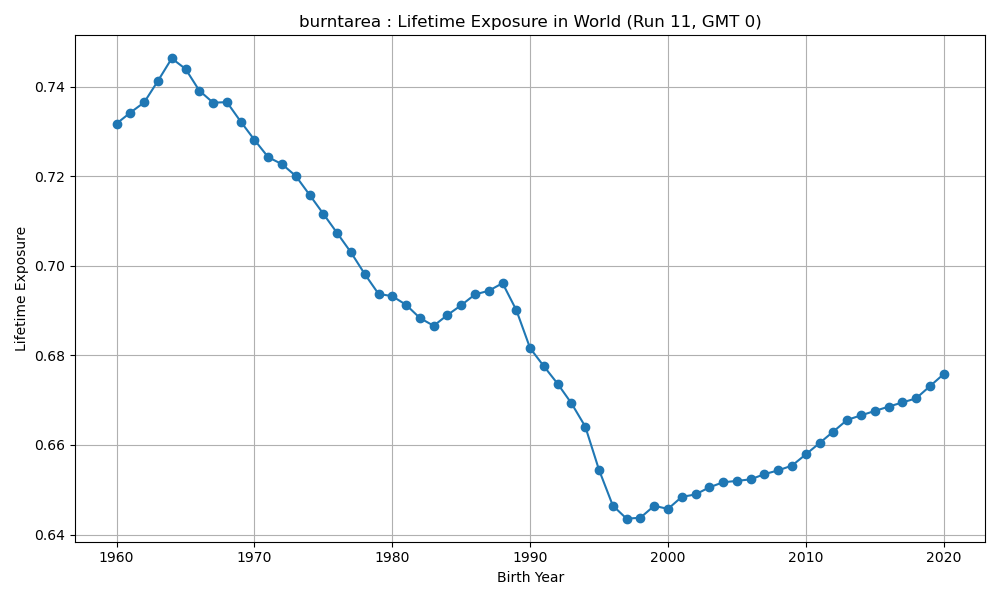 burntarea : Lifetime Exposure in World (Run 11, GMT 0)
Lifetime Exposure
0.74
0.72
0.70
0.68
0.66
0.64
1960 1970 1980 1990 2000 2010 2020
Birth Year